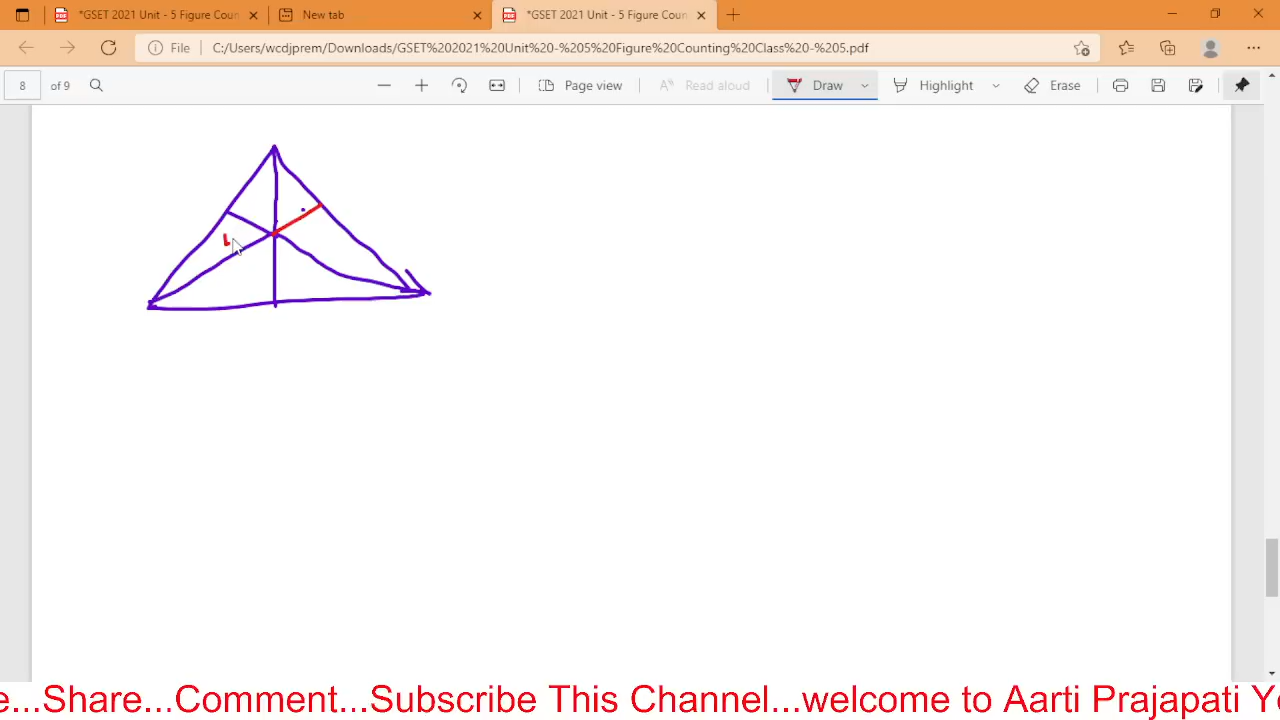 *GSET 2021 Unit - 5 Figure Coun
New tab
*GSET 2021 Unit - 5 Figure Coun
File
C:/Users/wcdjprem/Downloads/GSET%202021%20Unit%20-%205%20Figure%20Counting%20Class%20-%205.pdf
8
of 9
Page view
Read aloud
Draw
Highlight
Erase
e...Share...Comment...Subscribe This Channel...welcome to Aarti Prajapati Yo